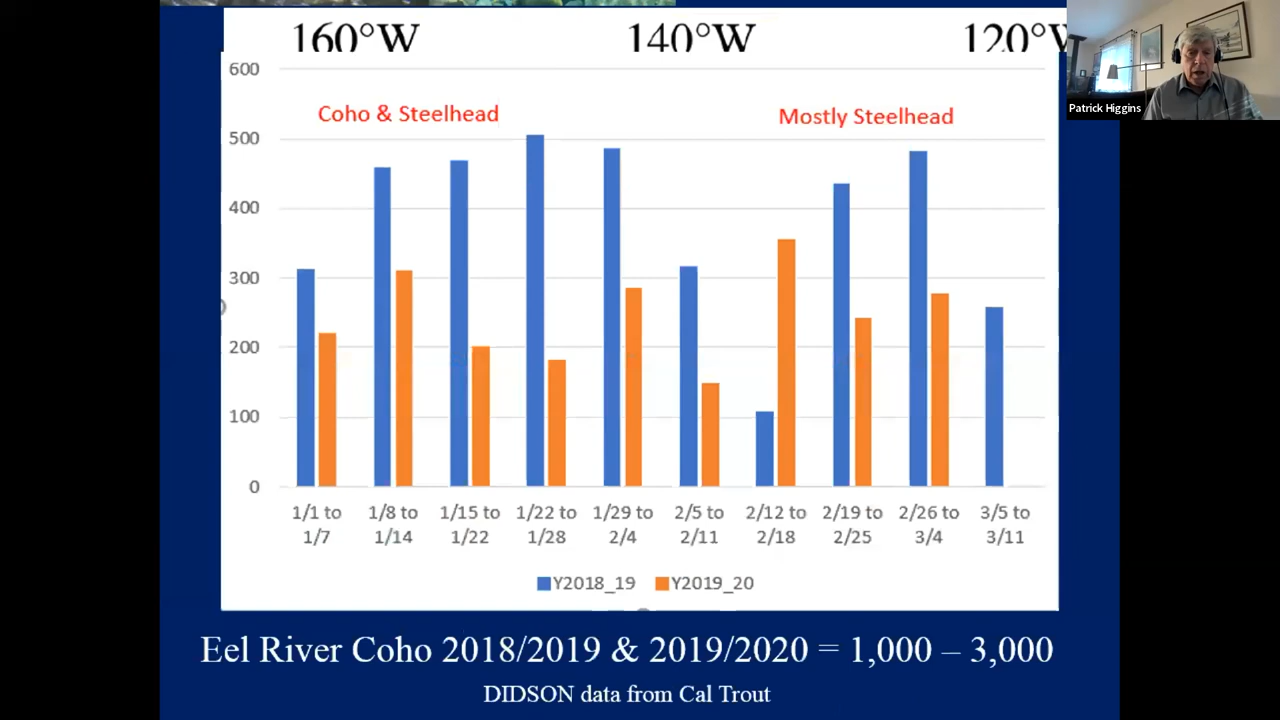 160°W 140°W 120°W
Patrick Higgins
600
Coho & Steelhead
Mostly Steelhead
500
400
300
200
100
0
1/1 to 1/8 to 1/15 to 1/22 to 1/29 to 2/5 to 2/12 to 2/19 to 2/26 to 3/5 to
1/7 1/14 1/22 1/28 2/4 2/11 2/18 2/25 3/4 3/11
Y2018_19 Y2019_20
Eel River Coho 2018/2019 & 2019/2020 = 1,000 – 3,000
DIDSON data from Cal Trout